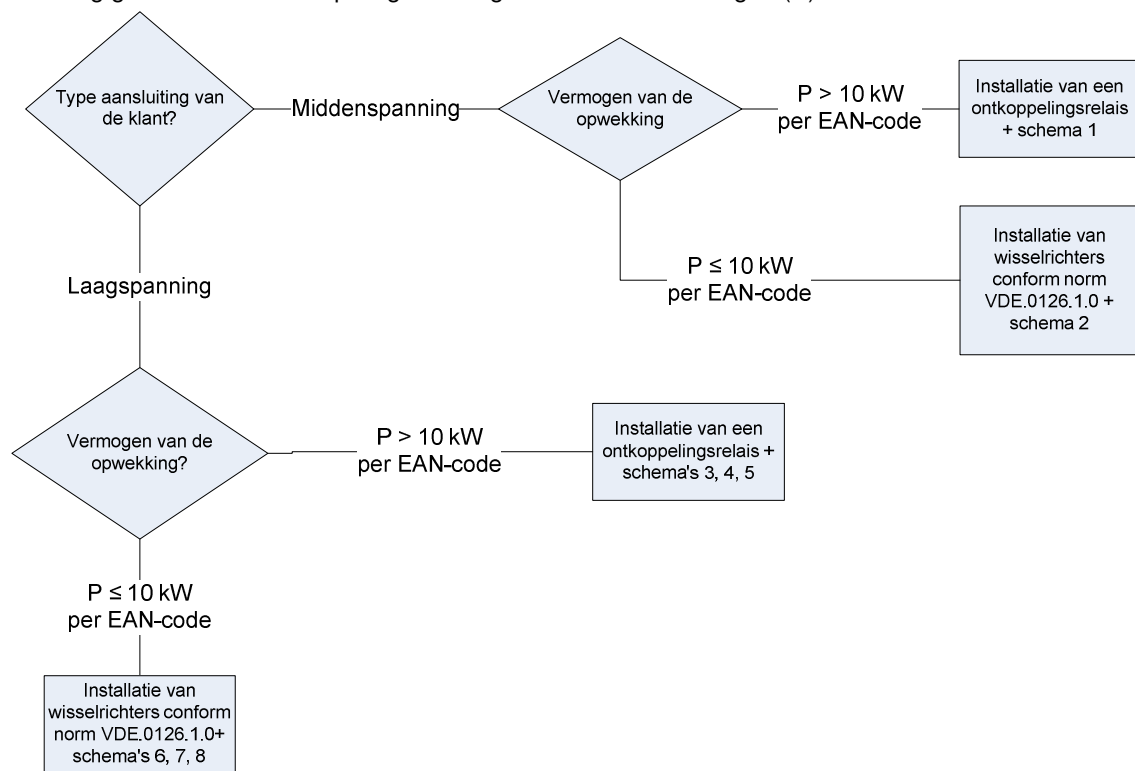 Type aansluiting van
de klant?
Middenspanning
Vermogen van de
opwekking
P > 10 kW
per EAN-code
Installatie van een
ontkoppelingsrelais
+ schema 1
P ≤ 10 kW
per EAN-code
Installatie van
wisselrichters
conform norm
VDE.0126.1.0 +
schema 2
Laagspanning
Vermogen van de
opwekking?
P > 10 kW
per EAN-code
Installatie van een
ontkoppelingsrelais +
schema's 3, 4, 5
P ≤ 10 kW
per EAN-code
Installatie van
wisselrichters conform
norm VDE.0126.1.0+
schema's 6, 7, 8